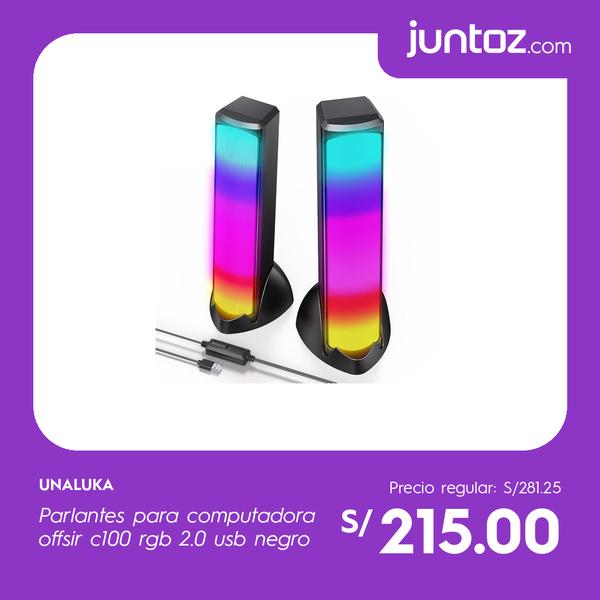 juntoz.com
UNALUKA
Parlantes para computadora
offsir c100 rgb 2.0 usb negro
Precio regular: S/281.25
S/215.00